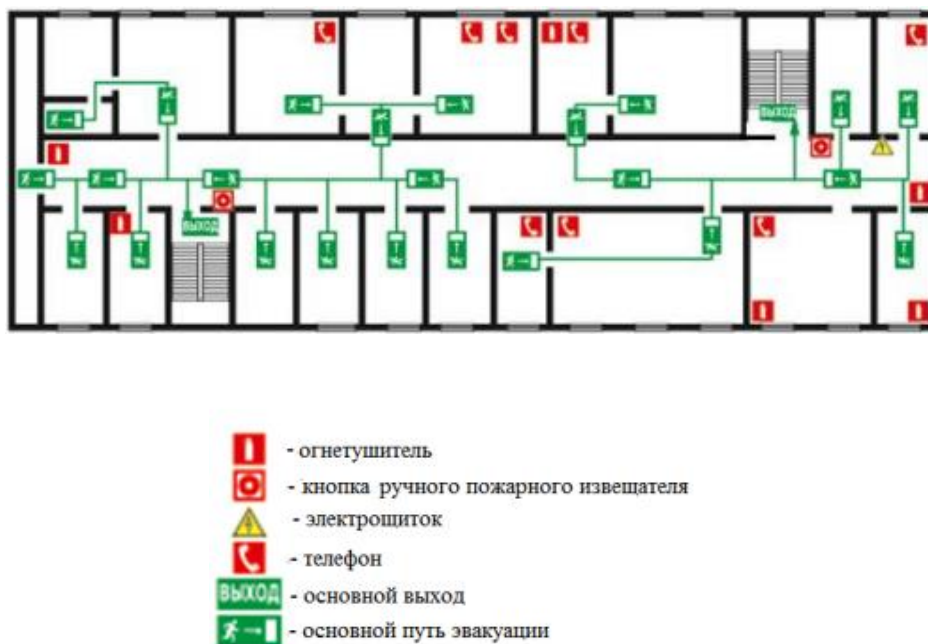 ВЫХОД
ВЫХОД
- огнетушитель
- кнопка ручного пожарного извещателя
- электрощиток
- телефон
ВЫХОД - основной выход
- основной путь эвакуации